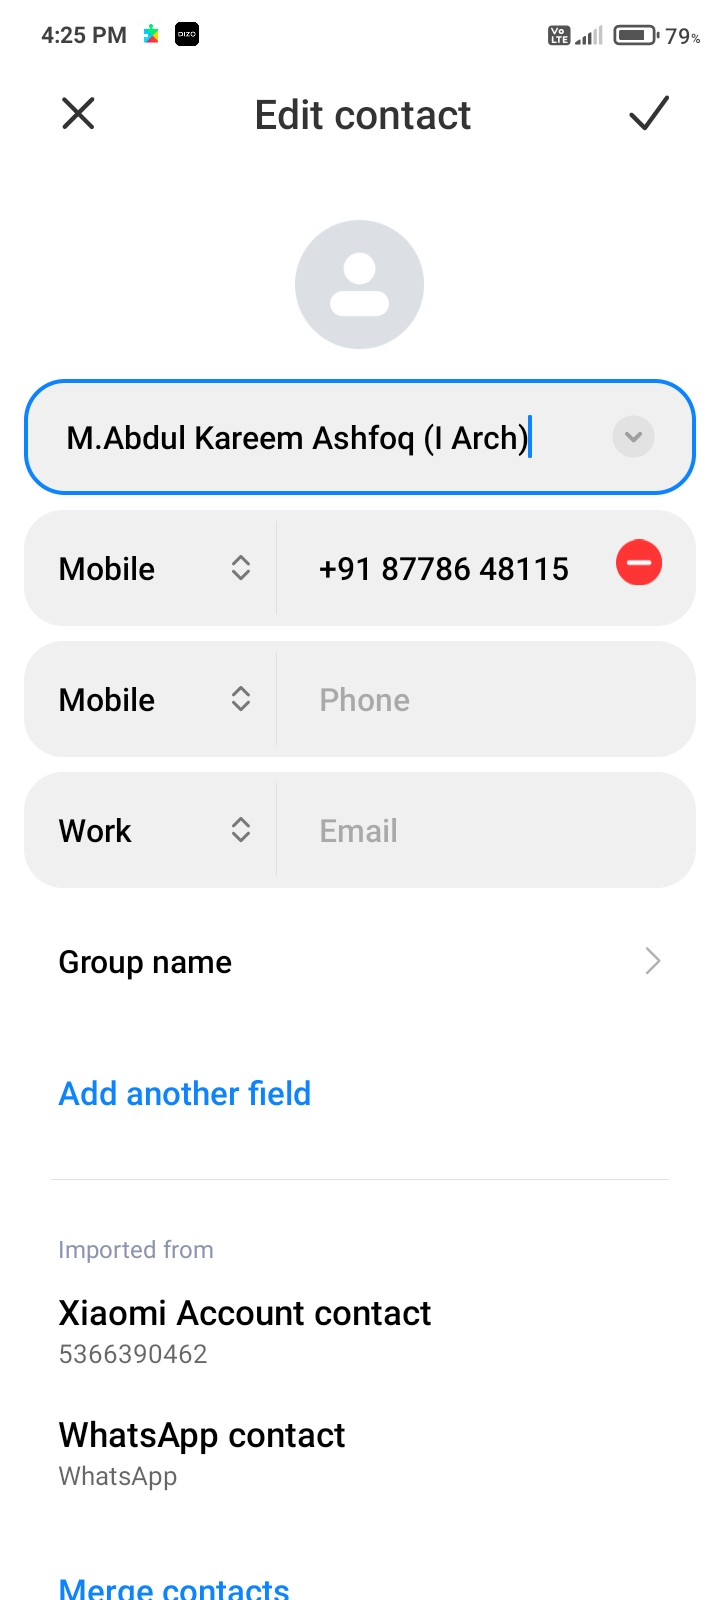 4:25 PM DIZO Vo LTE 79%
Edit contact
M.Abdul Kareem Ashfoq (I Arch)
Mobile +91 87786 48115
Mobile Phone
Work Email
Group name
Add another field
Imported from
Xiaomi Account contact
5366390462
WhatsApp contact
WhatsApp
Merge contacts